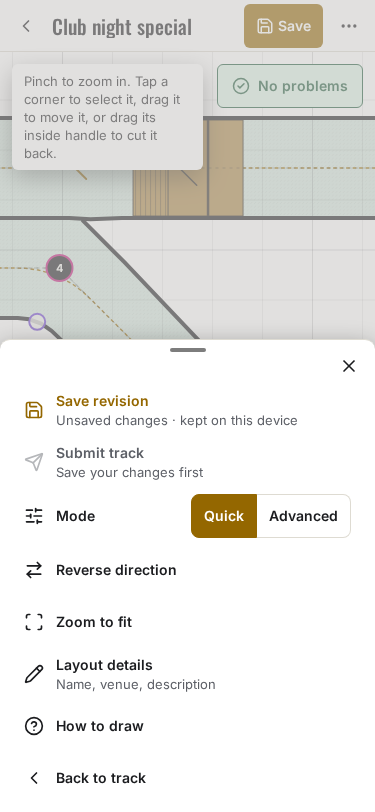 Club night special
Save
Pinch to zoom in. Tap a
corner to select it, drag it
to move it, or drag its
inside handle to cut it
back.
No problems
4
Save revision
Unsaved changes · kept on this device
Submit track
Save your changes first
Mode
Quick
Advanced
Reverse direction
Zoom to fit
Layout details
Name, venue, description
How to draw
Back to track